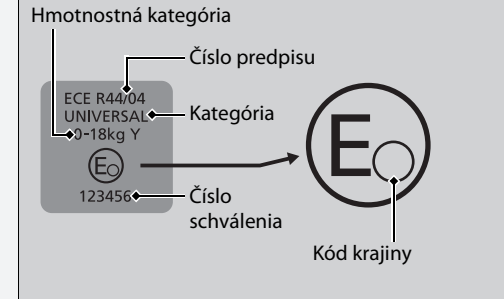 Hmotnostná kategória
Číslo predpisu
ECE R44/04
UNIVERSAL
Kategória
0-18kg Y
E
E
123456
Číslo
schválenia
Kód krajiny